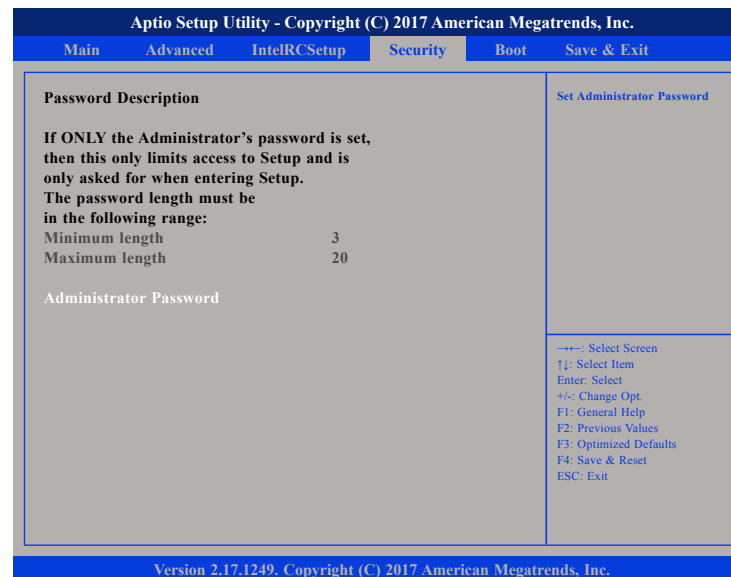 Aptio Setup Utility - Copyright (C) 2017 American Megatrends, Inc.
Main Advanced IntelRCSetup Security Boot Save & Exit
Password Description
If ONLY the Administrator's password is set,
then this only limits access to Setup and is
only asked for when entering Setup.
The password length must be
in the following range:
Minimum length 3
Maximum length 20
Administrator Password
Set Administrator Password
→←: Select Screen
↑↓: Select Item
Enter: Select
+/-: Change Opt.
F1: General Help
F2: Previous Values
F3: Optimized Defaults
F4: Save & Reset
ESC: Exit
Version 2.17.1249. Copyright (C) 2017 American Megatrends, Inc.